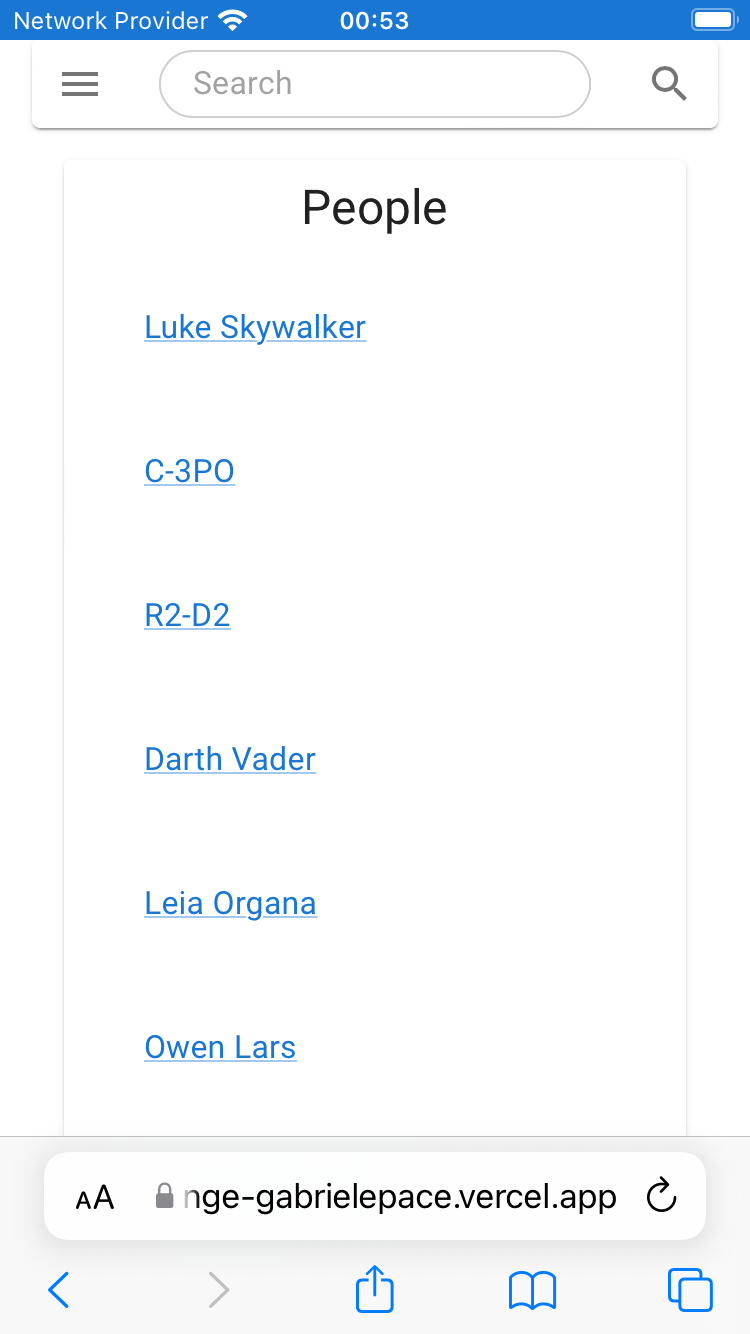 Network Provider 00:53
Search
People
Luke Skywalker
C-3PO
R2-D2
Darth Vader
Leia Organa
Owen Lars
AA nge-gabrielepace.vercel.app